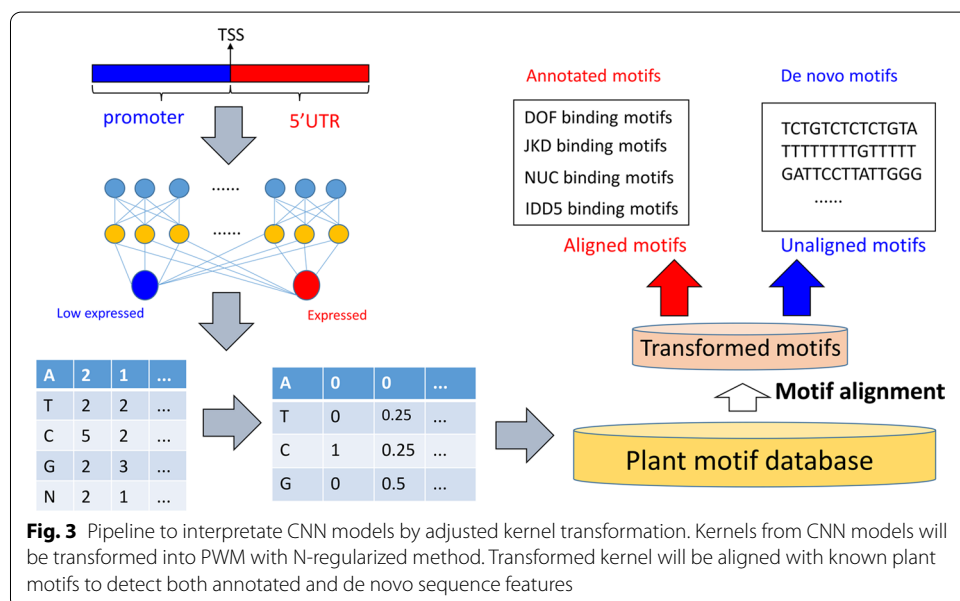 TSS
promoter
5'UTR
......
......
Low expressed
Expressed
A 2 1 ...
T 2 2 ...
C 5 2 ...
G 2 3 ...
N 2 1 ...
A 0 0 ...
T 0 0.25 ...
C 1 0.25 ...
G 0 0.5 ...
Annotated motifs
DOF binding motifs
JKD binding motifs
NUC binding motifs
IDD5 binding motifs
Aligned motifs
De novo motifs
TCTGTCTCTCTGTA
TTTTTTTTGTTTTT
GATTCCTTATTGGG
......
Unaligned motifs
Transformed motifs
Motif alignment
Plant motif database
Fig. 3 Pipeline to interpretate CNN models by adjusted kernel transformation. Kernels from CNN models will
be transformed into PWM with N-regularized method. Transformed kernel will be aligned with known plant
motifs to detect both annotated and de novo sequence features